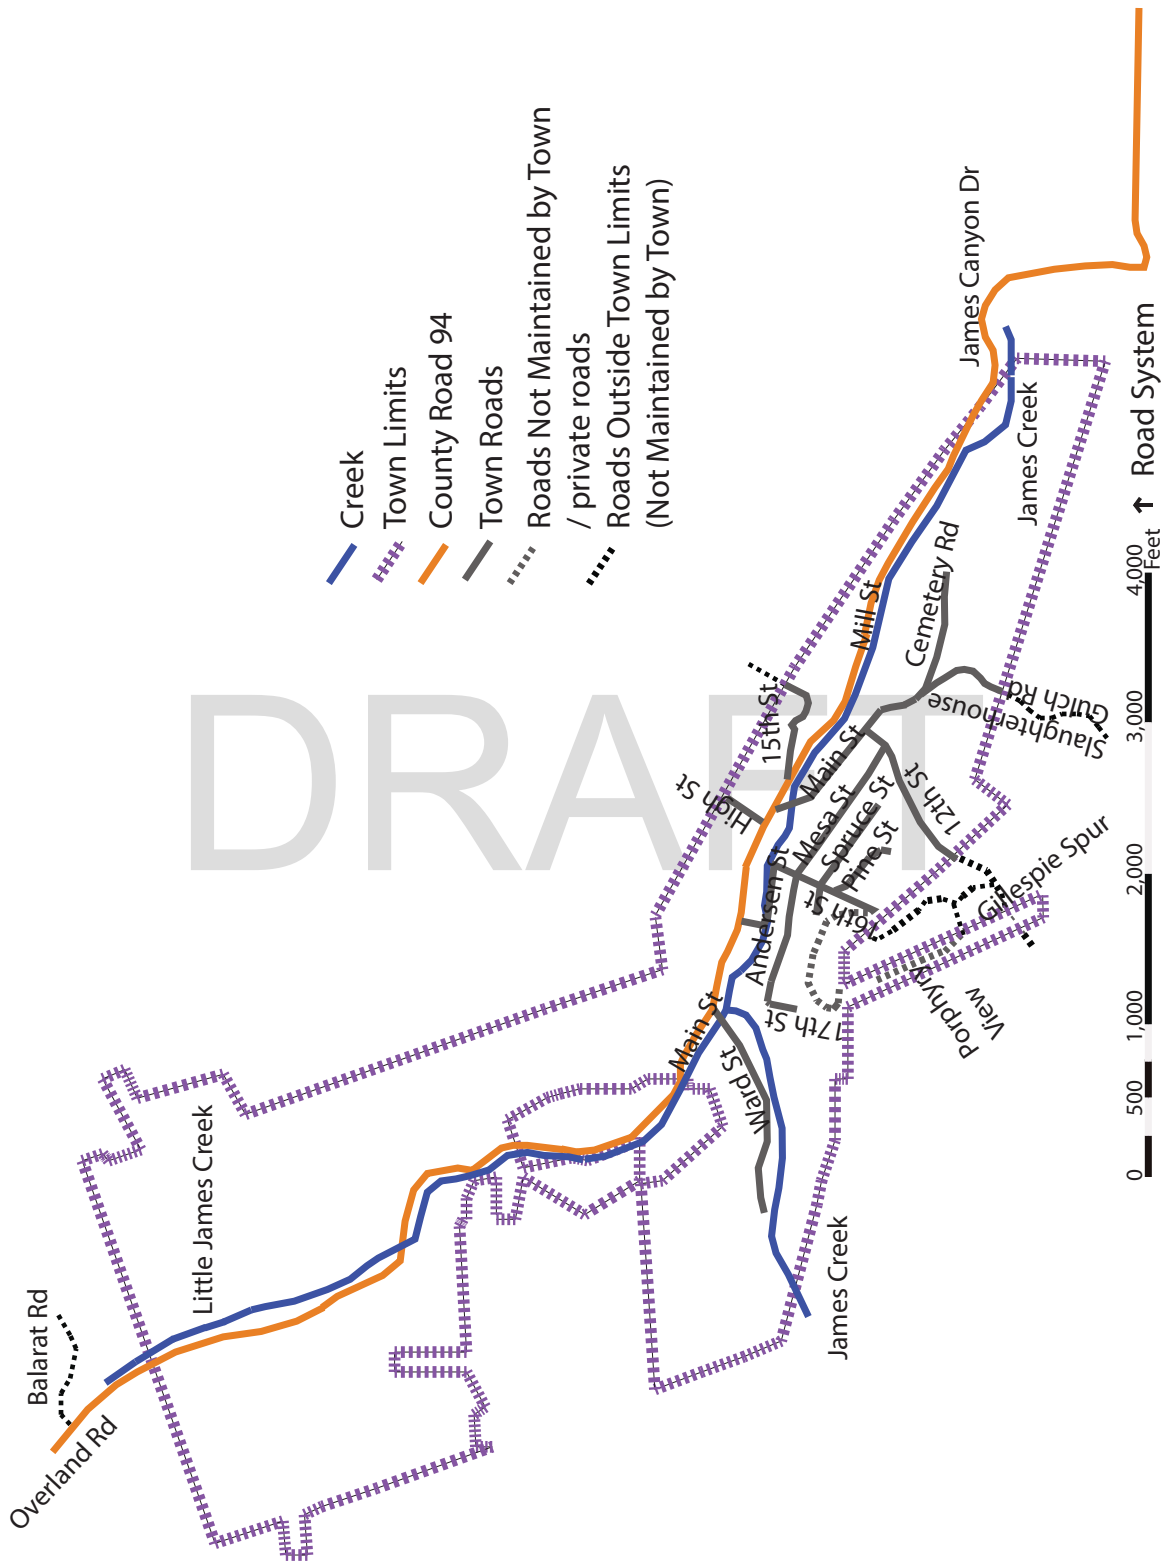 DRAFT
Creek
Town Limits
County Road 94
Town Roads
Roads Not Maintained by Town
/ private roads
Roads Outside Town Limits
(Not Maintained by Town)
Overland Rd
Balarat Rd
Little James Creek
James Creek
Main St
Ward St
17th St
Andersen St
16th St
Porphyry
View
Gillespie Spur
High St
15th St
Main St
Mesa St
Spruce St
Pine St
12th St
Mill St
Cemetery Rd
Slaughterhouse
Gulch Rd
James Creek
James Canyon Dr
0
500
1,000
2,000
3,000
4,000
Feet
Road System